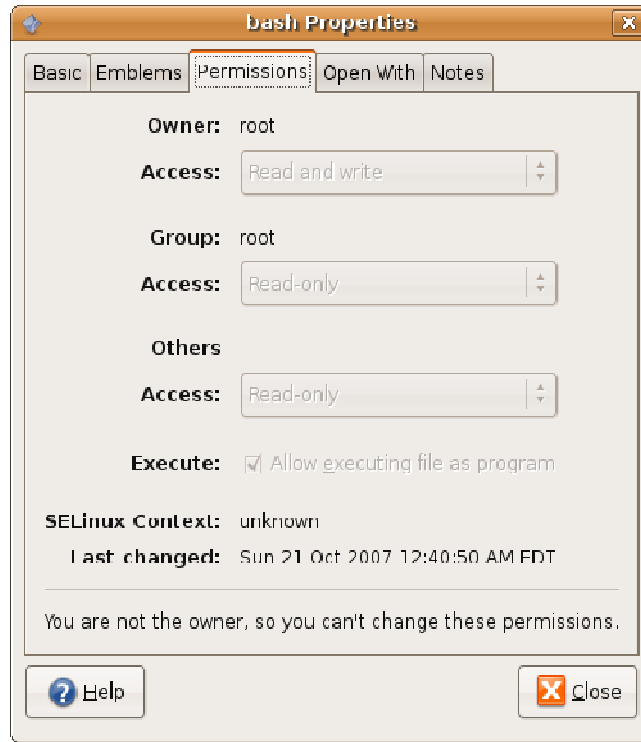 bash Properties
Basic Emblems Permissions Open With Notes
Owner: root
Access: Read and write
Group: root
Access: Read-only
Others
Access: Read-only
Execute: Allow executing file as program
SELinux Context: unknown
Last changed: Sun 21 Oct 2007 12:40:50 AM EDT
You are not the owner, so you can't change these permissions.
Help Close